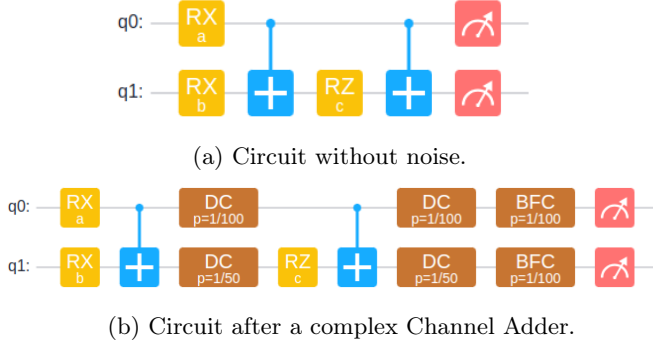 q0: RX a
q1: RX b RZ c
(a) Circuit without noise.
q0: RX a DC p=1/100 DC p=1/100 BFC p=1/100
q1: RX b DC p=1/50 RZ c DC p=1/50 BFC p=1/100
(b) Circuit after a complex Channel Adder.